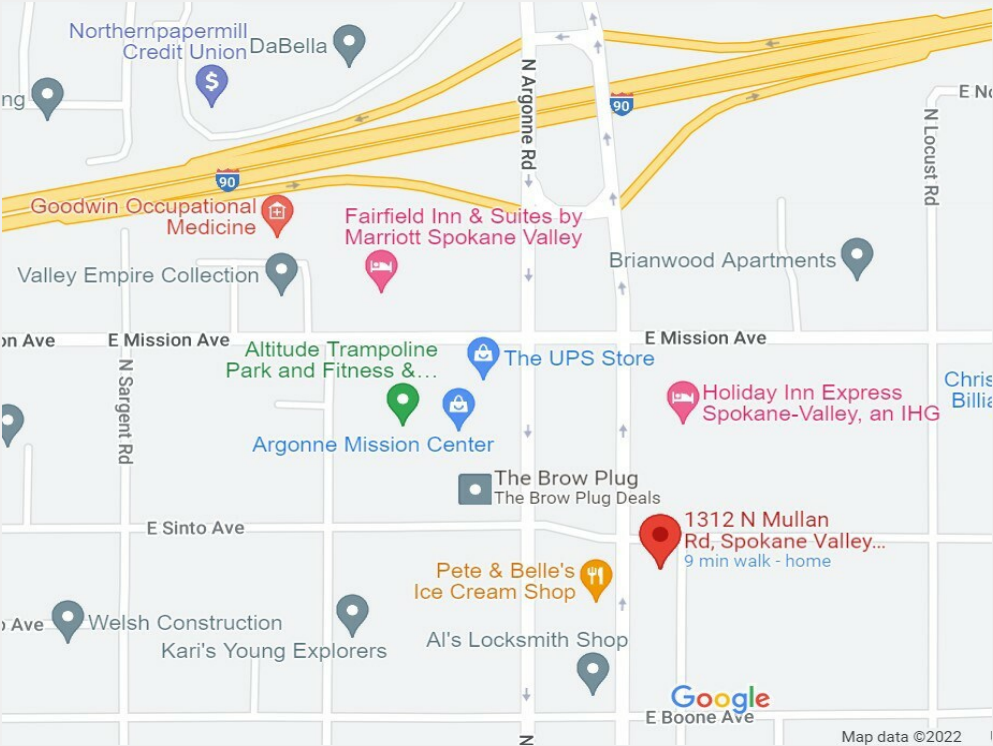 Northernpapermill
Credit Union
DaBella
ng
N Argonne Rd
90
E No
N Locust Rd
90
Goodwin Occupational
Medicine
Fairfield Inn & Suites by
Marriott Spokane Valley
Valley Empire Collection
Brianwood Apartments
on Ave
E Mission Ave
E Mission Ave
Altitude Trampoline
Park and Fitness &...
The UPS Store
N Sargent Rd
Holiday Inn Express
Spokane-Valley, an IHG
Chris
Billia
Argonne Mission Center
The Brow Plug
The Brow Plug Deals
E Sinto Ave
1312 N Mullan
Rd, Spokane Valley...
9 min walk - home
Pete & Belle's
Ice Cream Shop
o Ave
Welsh Construction
Kari's Young Explorers
Al's Locksmith Shop
Google
E Boone Ave
N
Map data ©2022